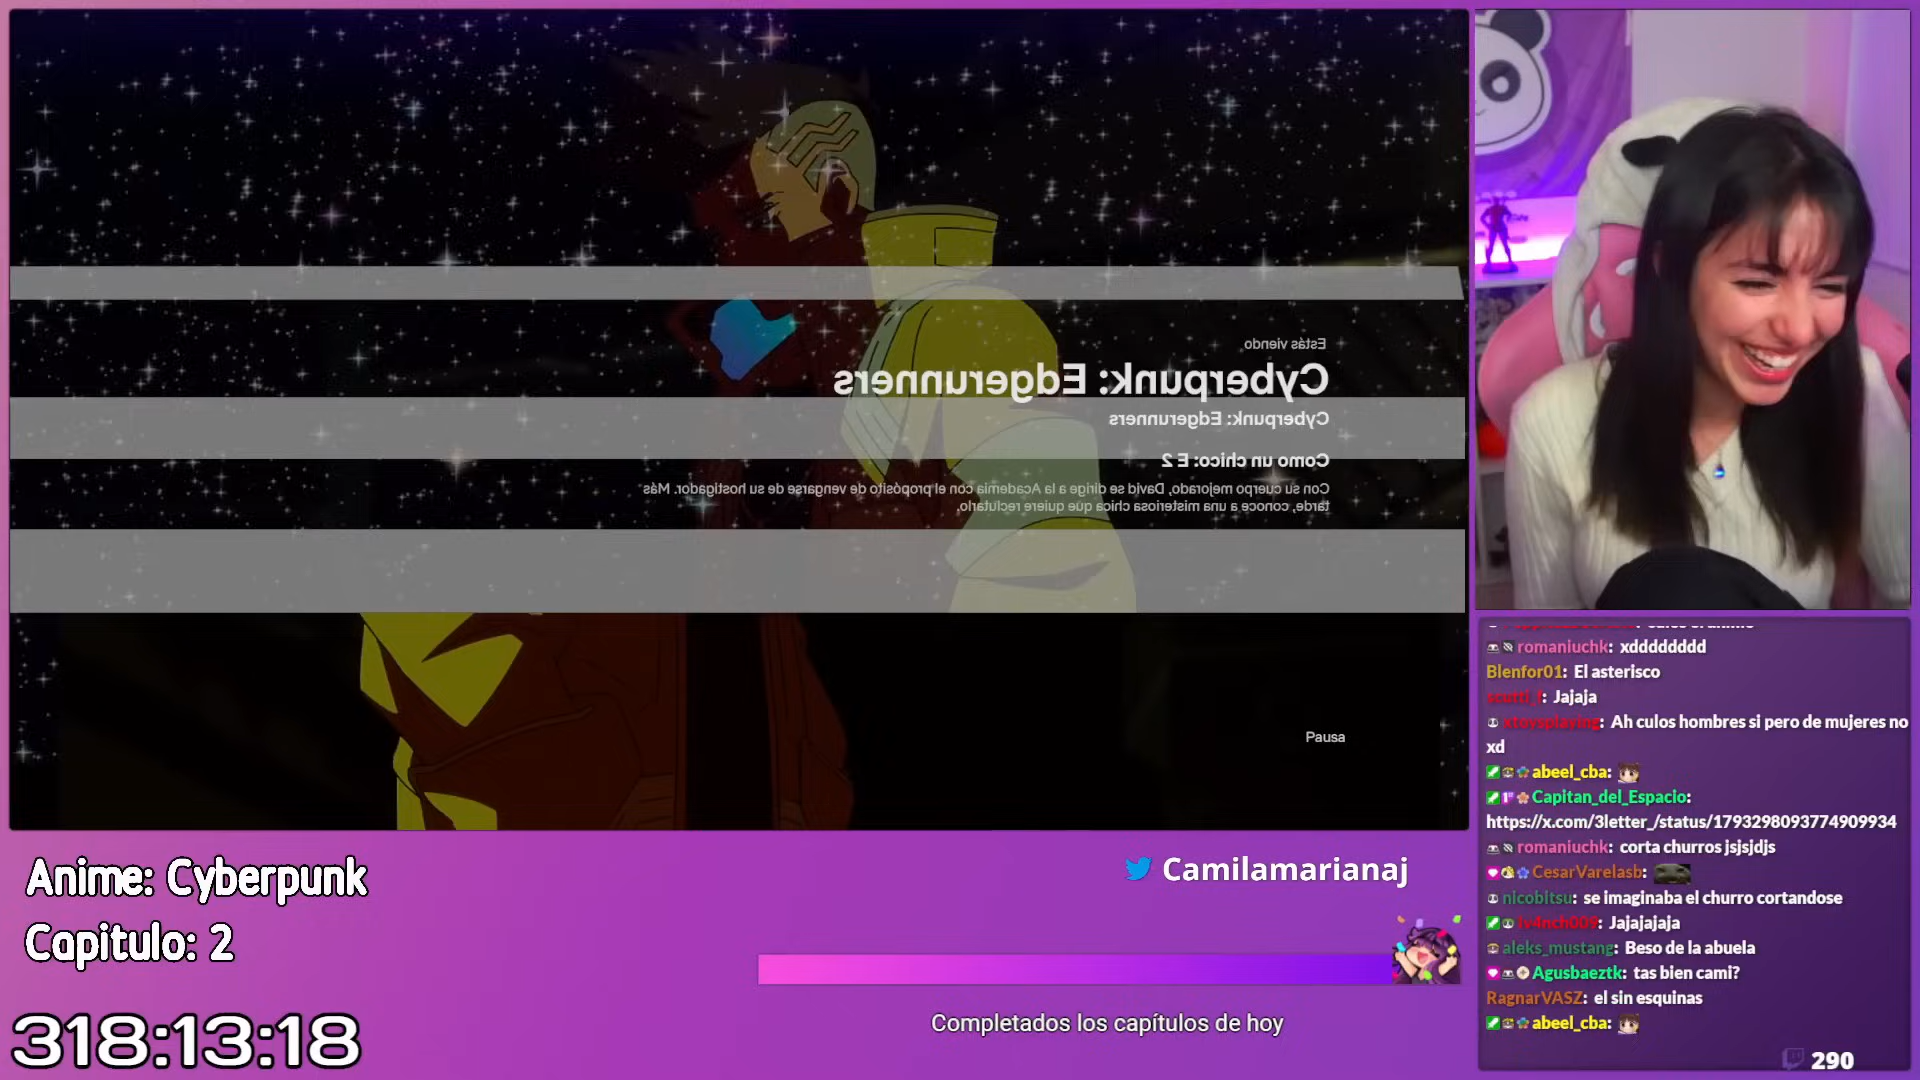 Estás viendo
Cyberpunk: Edgerunners
Cyberpunk: Edgerunners
Como un chico: E 2
Con su cuerpo mejorado, David se dirige a la Academia con el propósito de vengarse de su hostigador. Más
tarde, conoce a una misteriosa chica que quiere reclutarlo.
Pausa
Anime: Cyberpunk
Capitulo: 2
318:13:18
Camilamarianaj
Completados los capítulos de hoy
romaniuchk: xdddddddd
Blenfor01: El asterisco
Jajaja
xtovsplaying: Ah culos hombres si pero de mujeres no
xd
abeel_cba:
Capitan_del_Espacio:
https://x.com/3letter_/status/1793298093774909934
romaniuchk: corta churros jsjsjdjs
CesarVarelasb:
nicobitsu: se imaginaba el churro cortandose
lv4nch009: Jajajajaja
aleks_mustang: Beso de la abuela
Agusbaeztk: tas bien cami?
RagnarVASZ: el sin esquinas
abeel_cba:
290